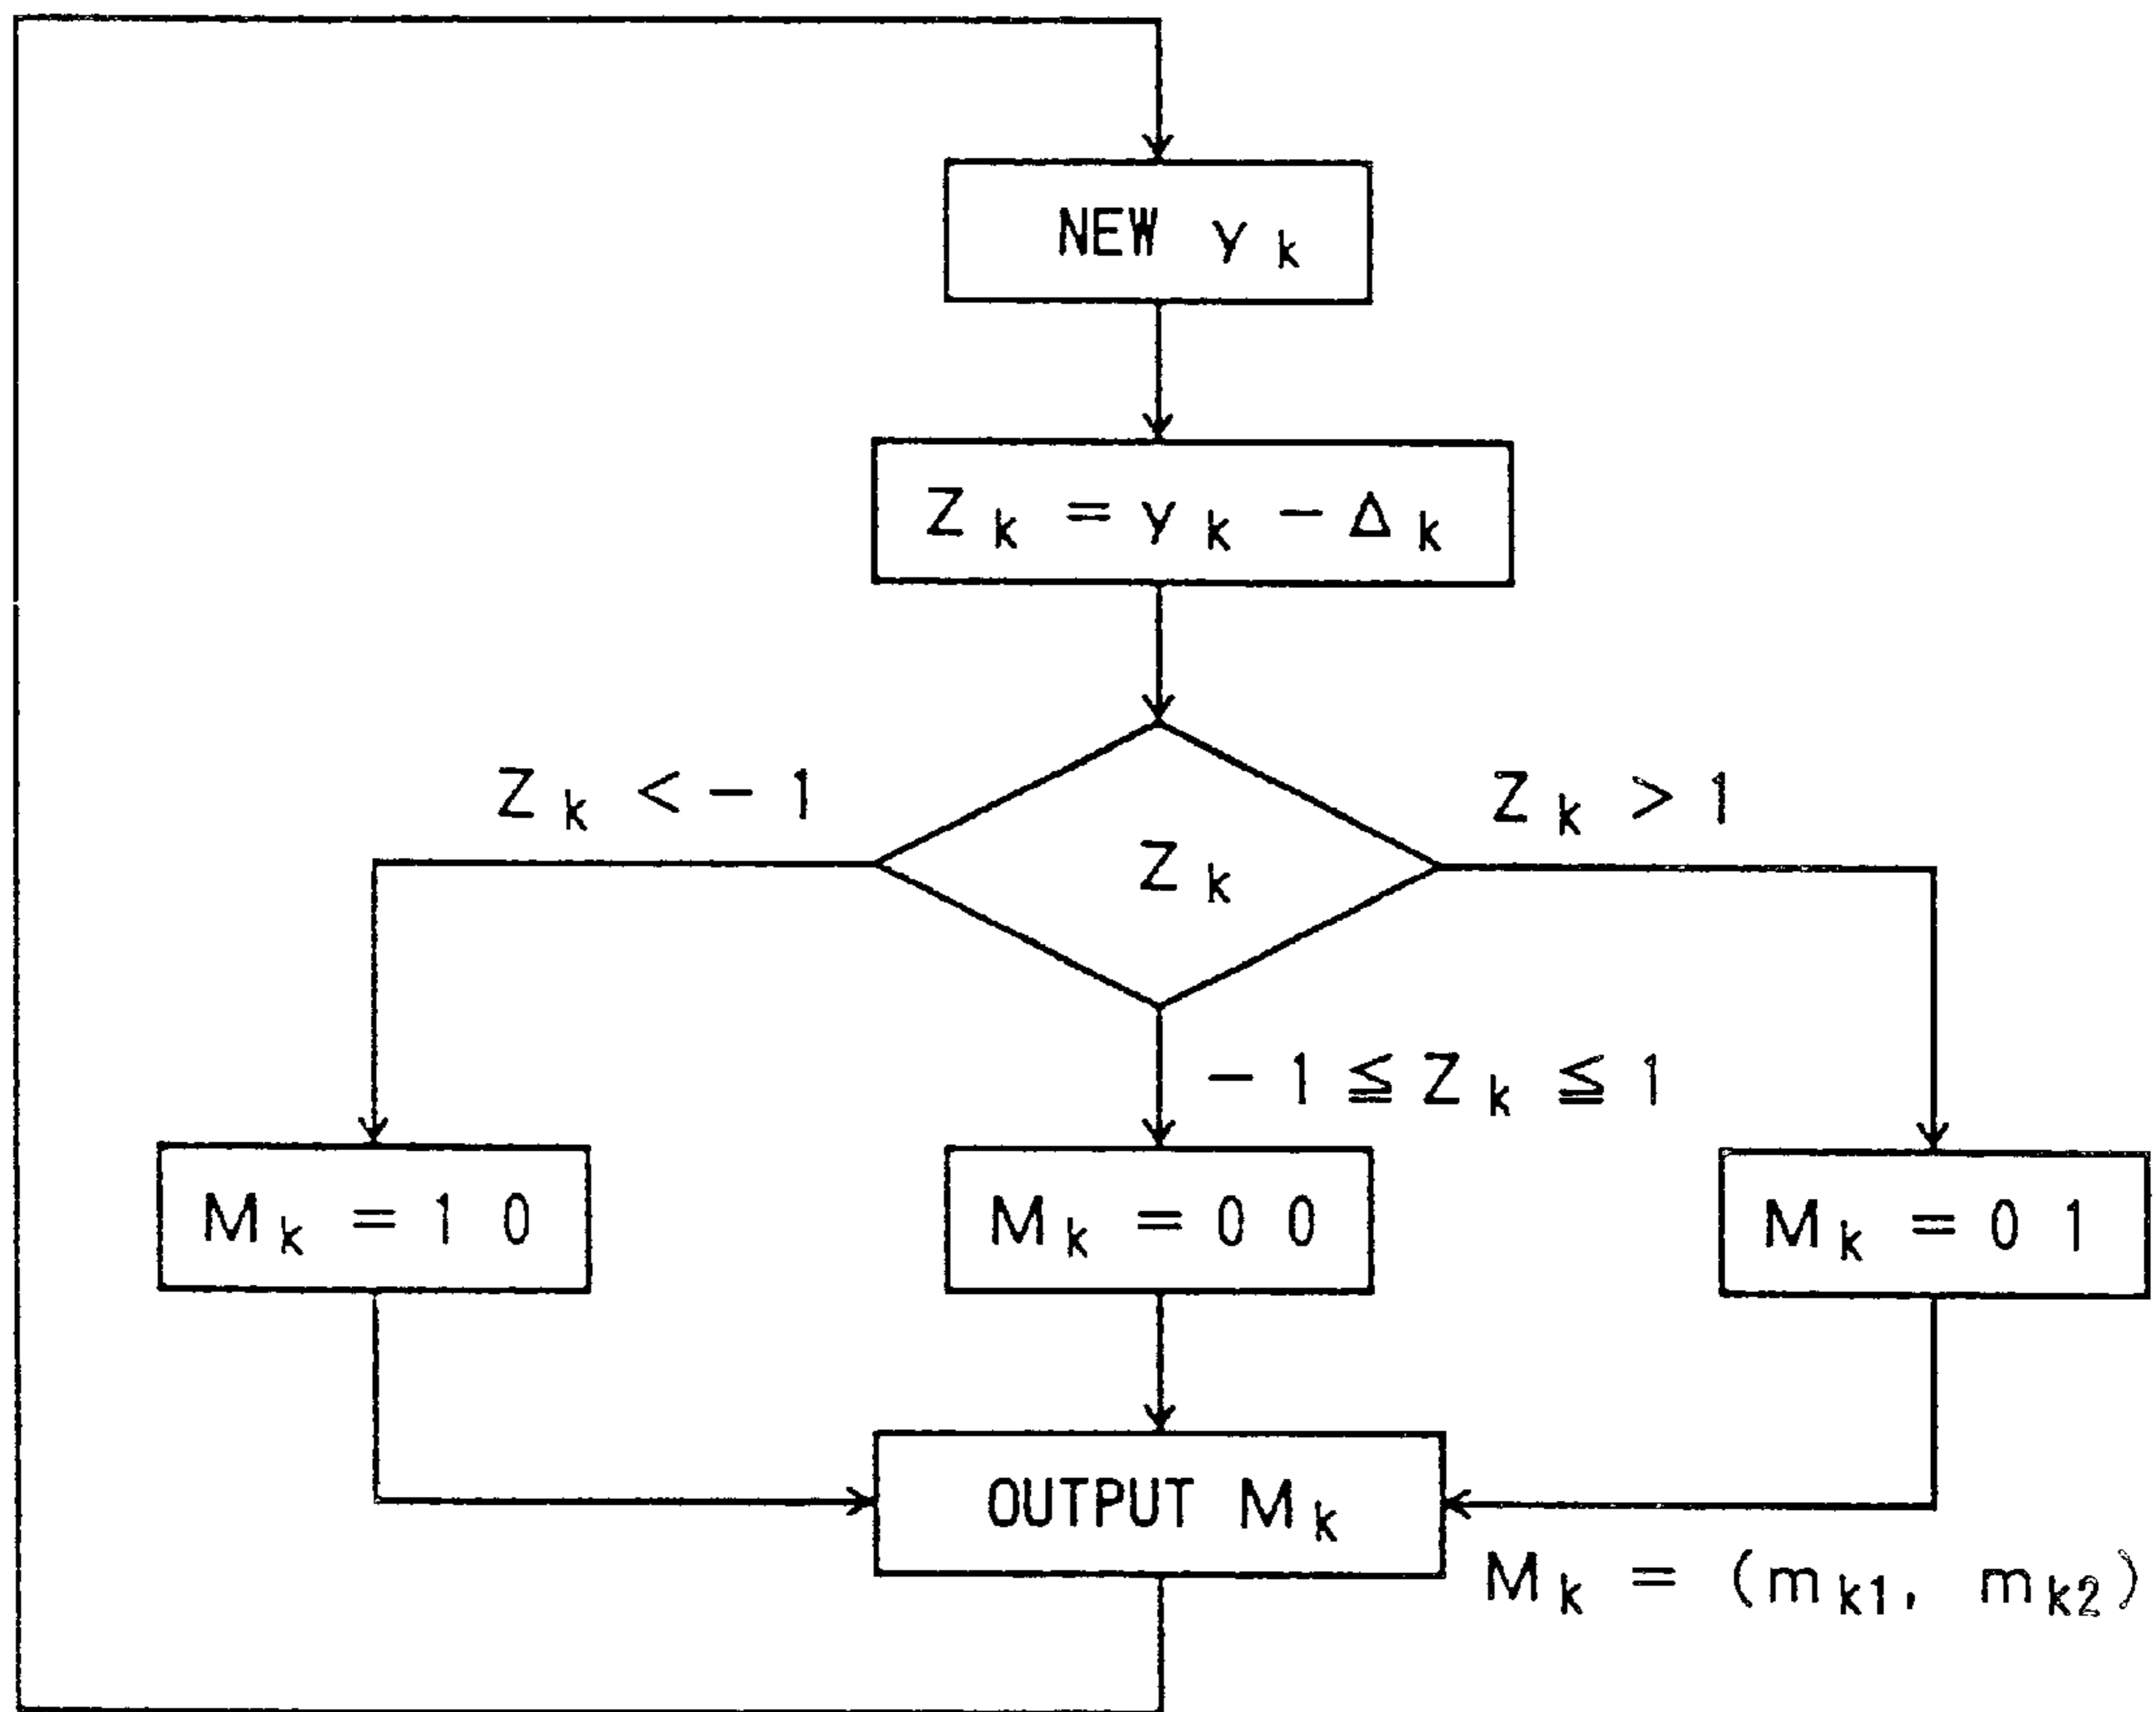 NEW y k
Z k = y k - Δ k
Z k < - 1
Z k > 1
Z k
- 1 ≦ Z k ≦ 1
M k = 1 0
M k = 0 0
M k = 0 1
OUTPUT M k
M k = (m k1, m k2)